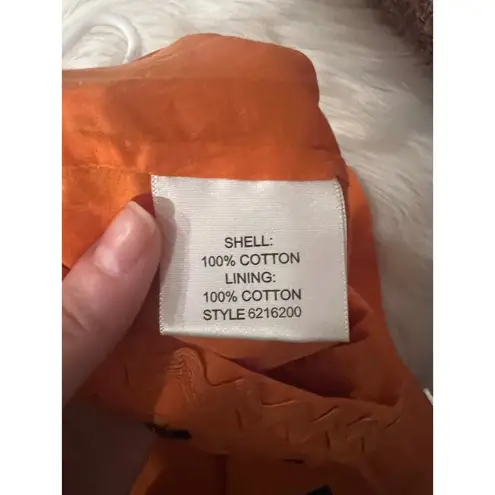 SHELL:
100% COTTON
LINING:
100% COTTON
STYLE 6216200